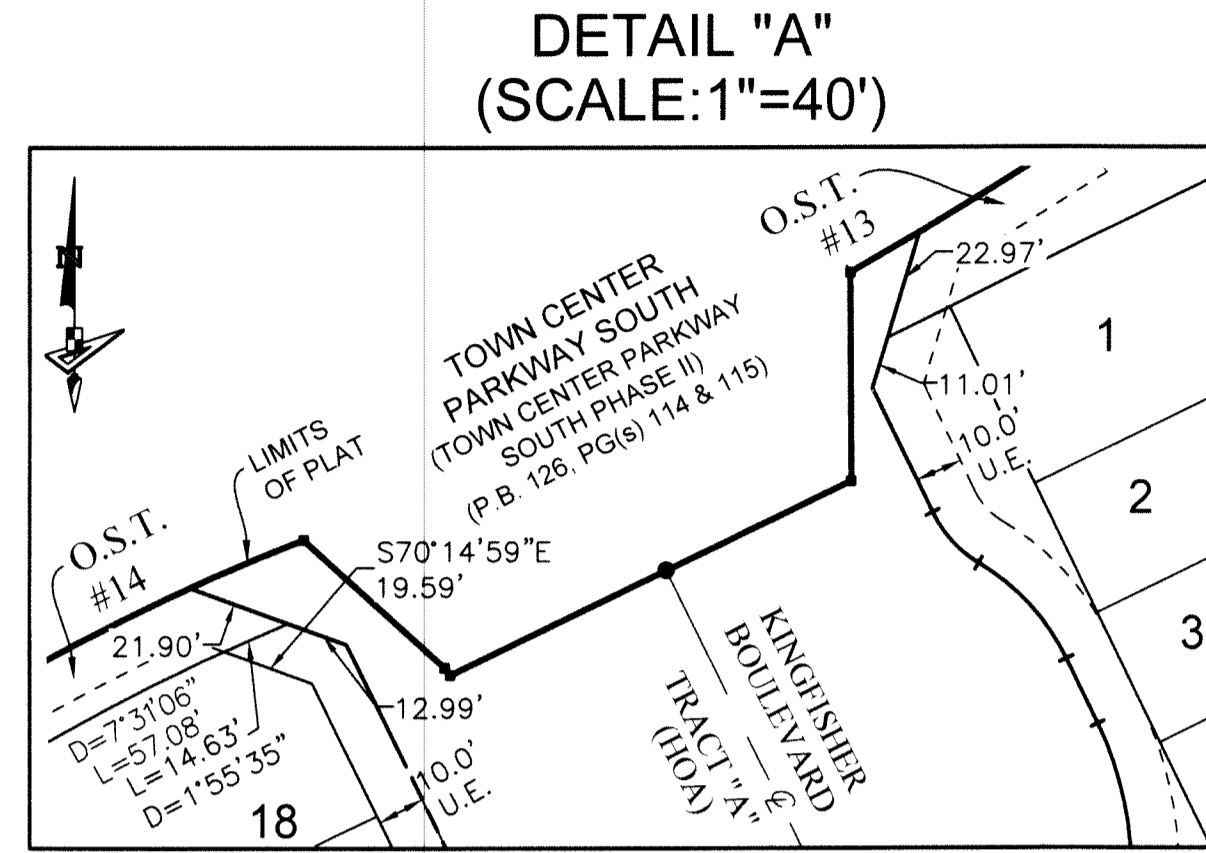 DETAIL "A"
(SCALE:1"=40')
N
O.S.T.
#13
22.97'
TOWN CENTER
PARKWAY SOUTH
(TOWN CENTER PARKWAY
SOUTH PHASE II)
(P.B. 126, PG(s) 114 & 115)
1
11.01'
10.0'
U.E.
LIMITS
OF PLAT
2
O.S.T.
#14
S70°14'59"E
19.59'
21.90'
3
KINGFISHER
BOULEVARD
TRACT "A"
(HOA)
℄
12.99'
D=7°31'06"
L=57.08'
L=14.63'
D=1°55'35"
10.0'
U.E.
18